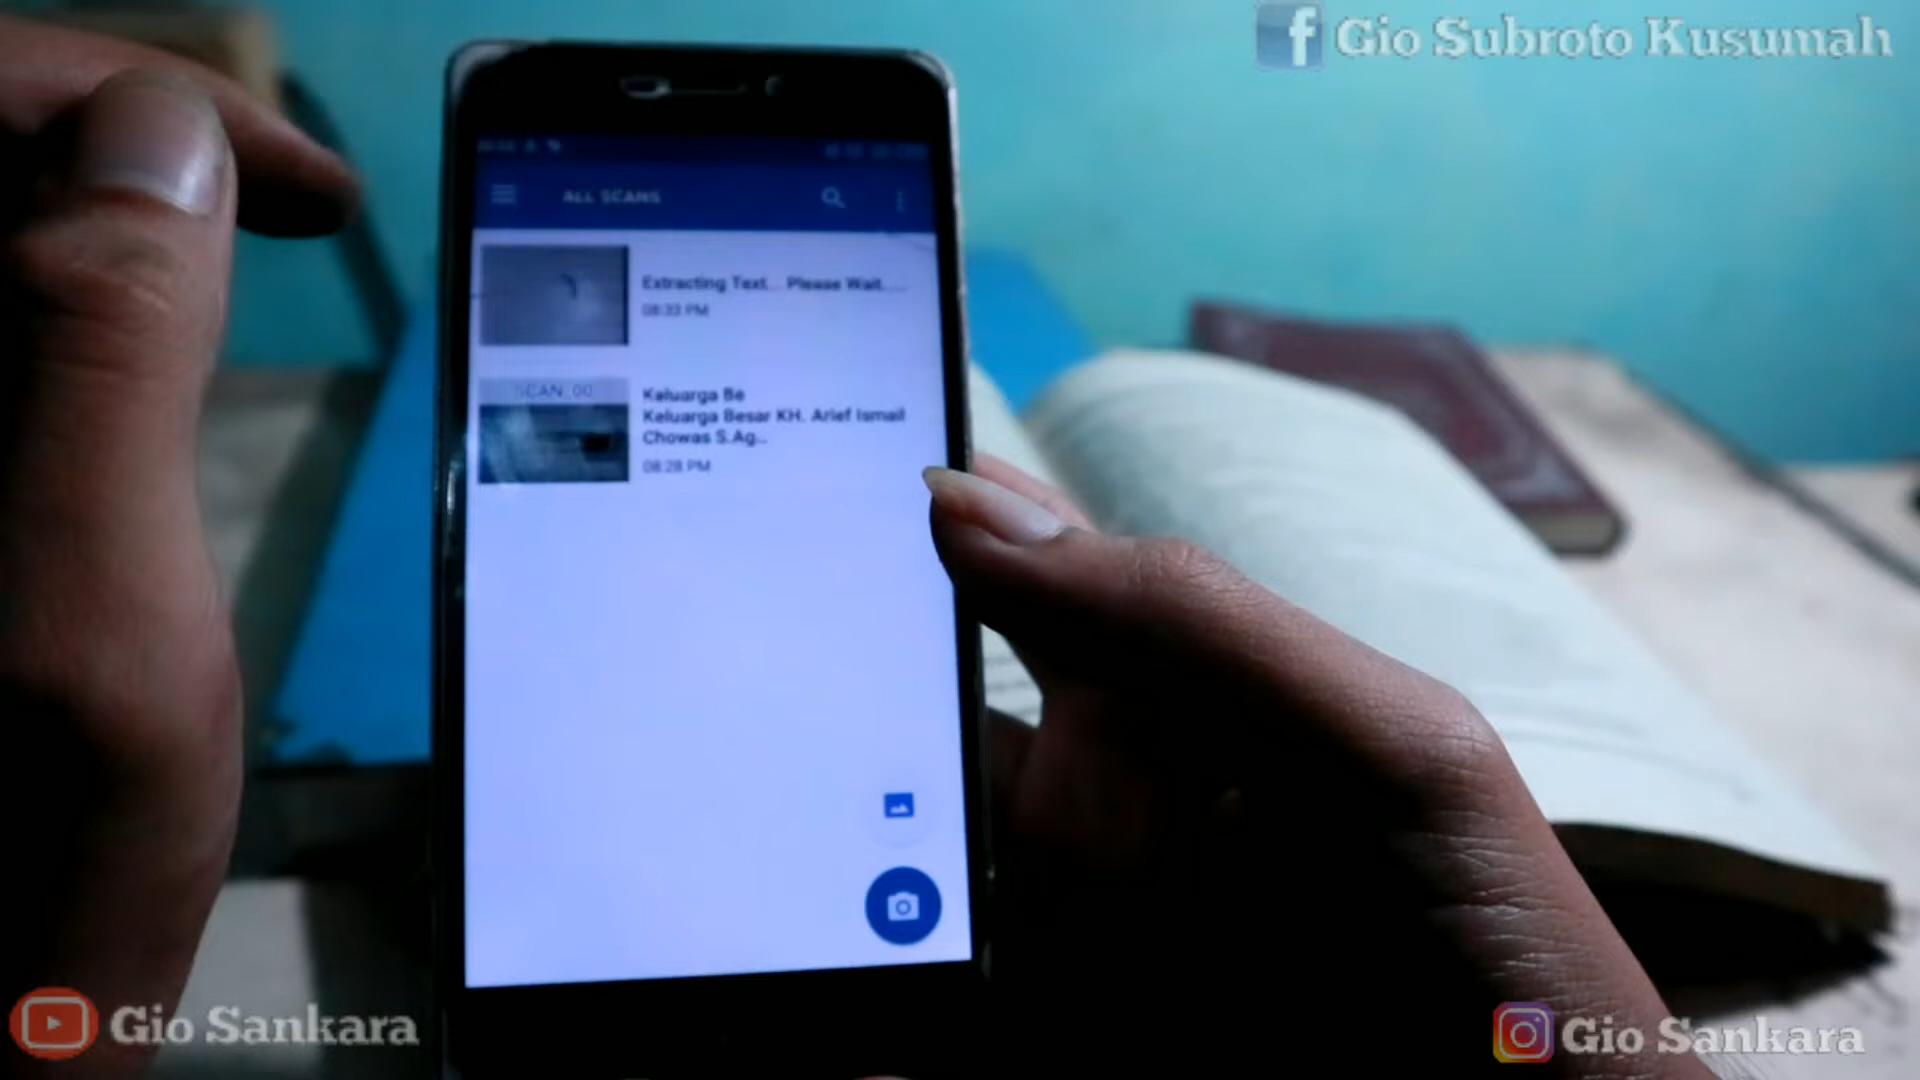 Gio Subroto Kusumah
ALL SCANS
Extracting Text... Please Wait.....
08:33 PM
SCAN_00
Keluarga Be
Keluarga Besar KH. Arief Ismail
Chowas S.Ag..
08:28 PM
Gio Sankara
Gio Sankara